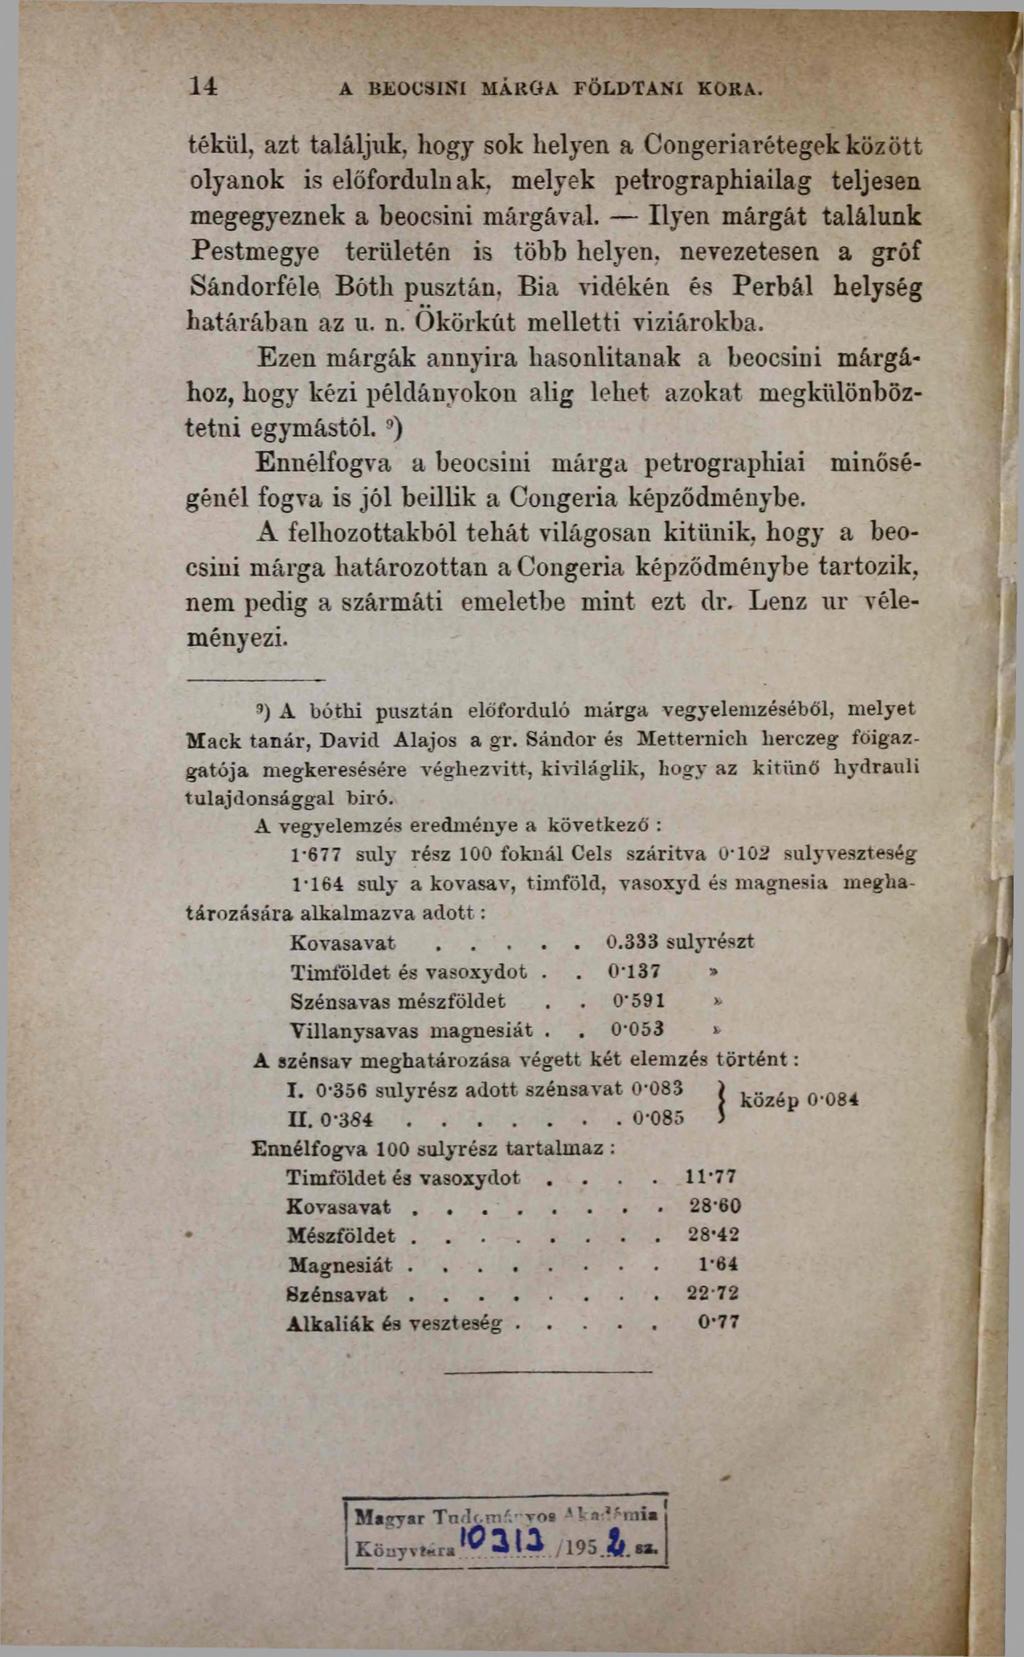 14 A BEOCSINI MÁRGA FÖLDTANI KORA.
tékül, azt találjuk, hogy sok helyen a Congeriarétegek között
olyanok is előfordulnak, melyek petrographiailag teljesen
megegyeznek a beocsini márgával. — Ilyen márgát találunk
Pestmegye területén is több helyen, nevezetesen a gróf
Sándorféle Bóth pusztán, Bia vidékén és Perbál helység
határában az u. n. Ökörkút melletti viziárokba.
Ezen márgák annyira hasonlitanak a beocsini márgá-
hoz, hogy kézi példányokon alig lehet azokat megkülönböz-
tetni egymástól. ⁹)
Ennélfogva a beocsini márga petrographiai minősé-
génél fogva is jól beillik a Congeria képződménybe.
A felhozottakból tehát világosan kitünik, hogy a beo-
csini márga határozottan a Congeria képződménybe tartozik,
nem pedig a szármáti emeletbe mint ezt dr. Lenz ur véle-
ményezi.
⁹) A bóthi pusztán előforduló márga vegyelemzéséből, melyet
Mack tanár, David Alajos a gr. Sándor és Metternich herczeg főigaz-
gatója megkeresésére véghezvitt, kiviláglik, hogy az kitünő hydrauli
tulajdonsággal biró.
A vegyelemzés eredménye a következő :
1·677 suly rész 100 foknál Cels száritva 0·102 sulyveszteség
1·164 suly a kovasav, timföld, vasoxyd és magnesia megha-
tározására alkalmazva adott :
Kovasavat . . . . . 0.333 sulyrészt
Timföldet és vasoxydot . . 0·137 »
Szénsavas mészföldet . . 0·591 »
Villanysavas magnesiát . . 0·053 »
A szénsav meghatározása végett két elemzés történt :
I. 0·356 sulyrész adott szénsavat 0·083 } közép 0·084
II. 0·384 . . . . . . . 0·085
Ennélfogva 100 sulyrész tartalmaz :
Timföldet és vasoxydot . . . . 11·77
Kovasavat . . . . . . . . 28·60
Mészföldet . . . . . . . . 28·42
Magnesiát . . . . . . . . 1·64
Szénsavat . . . . . . . . 22·72
Alkaliák és veszteség . . . . . 0·77
Magyar Tudományos Akadémia
Könyvtára 10313 /195 2. sz.